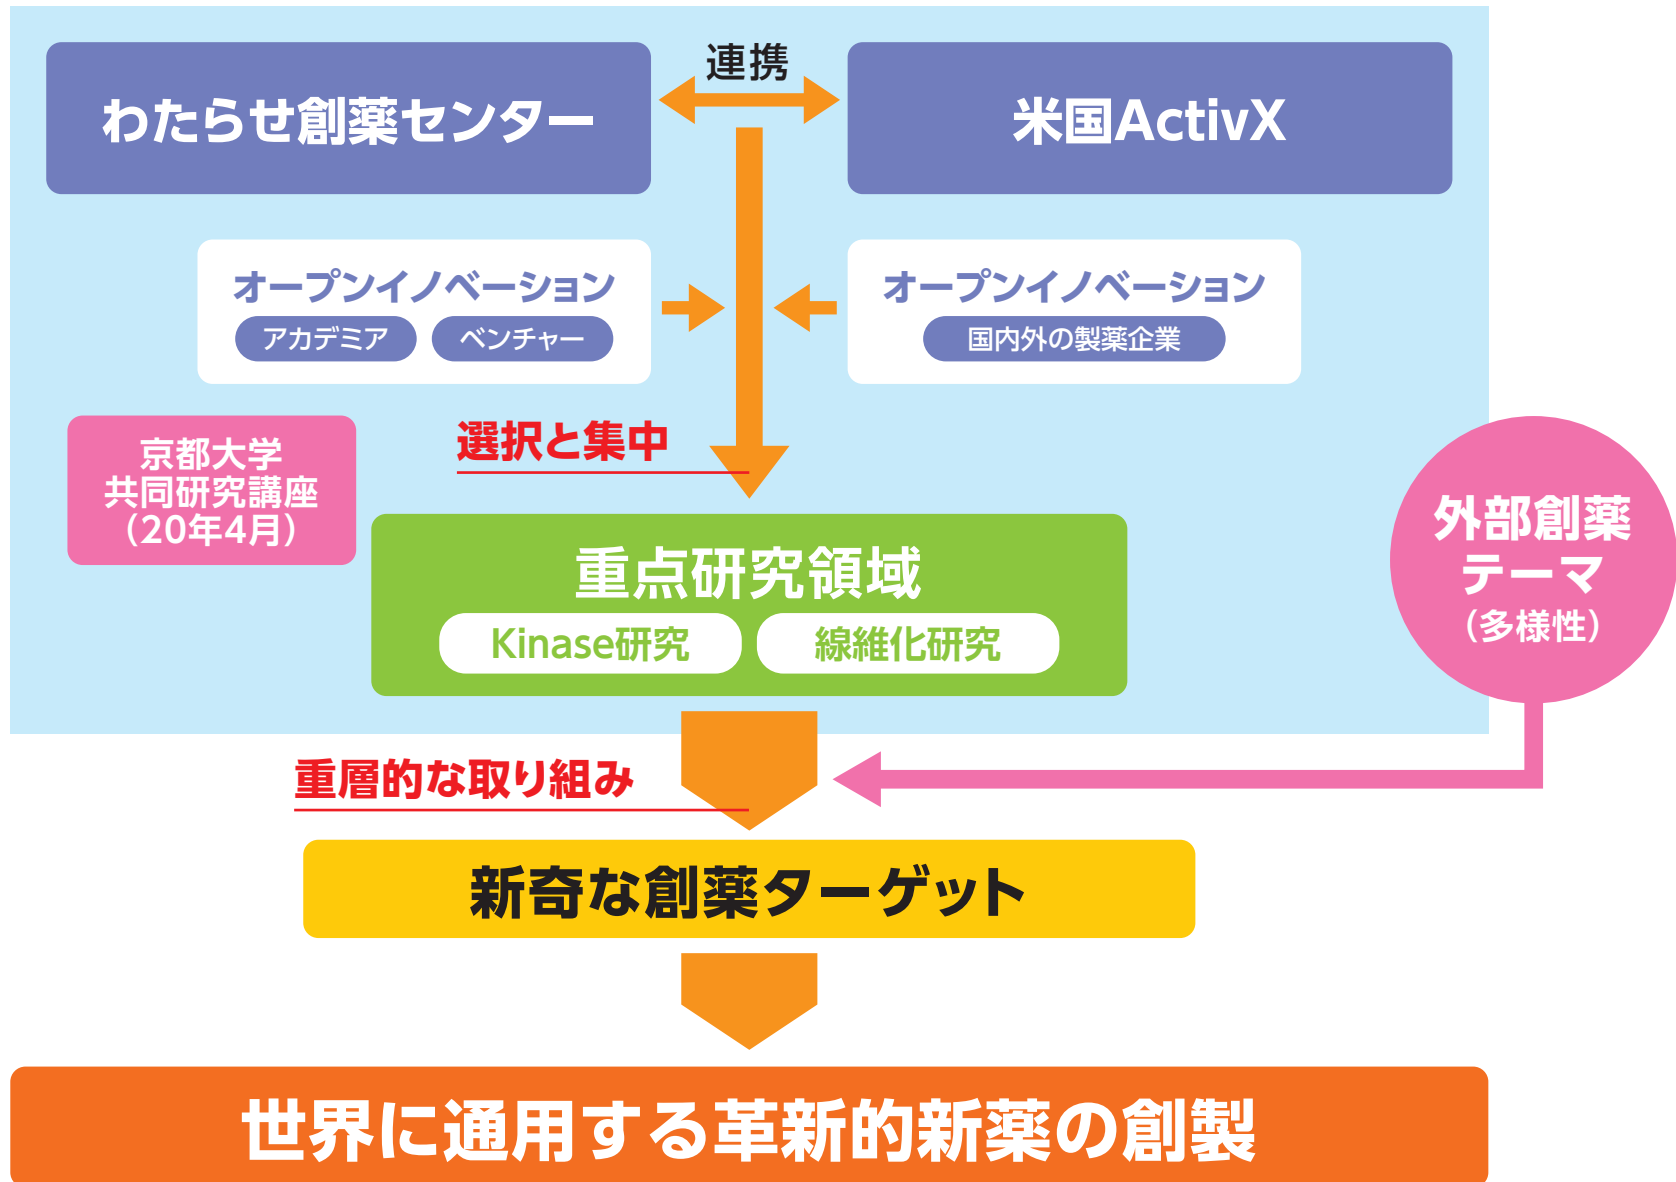 連携
わたらせ創薬センター
米国ActivX
オープンイノベーション
アカデミア
ベンチャー
オープンイノベーション
国内外の製薬企業
選択と集中
京都大学
共同研究講座
（20年4月）
重点研究領域
Kinase研究
線維化研究
外部創薬
テーマ
（多様性）
重層的な取り組み
新奇な創薬ターゲット
世界に通用する革新的新薬の創製